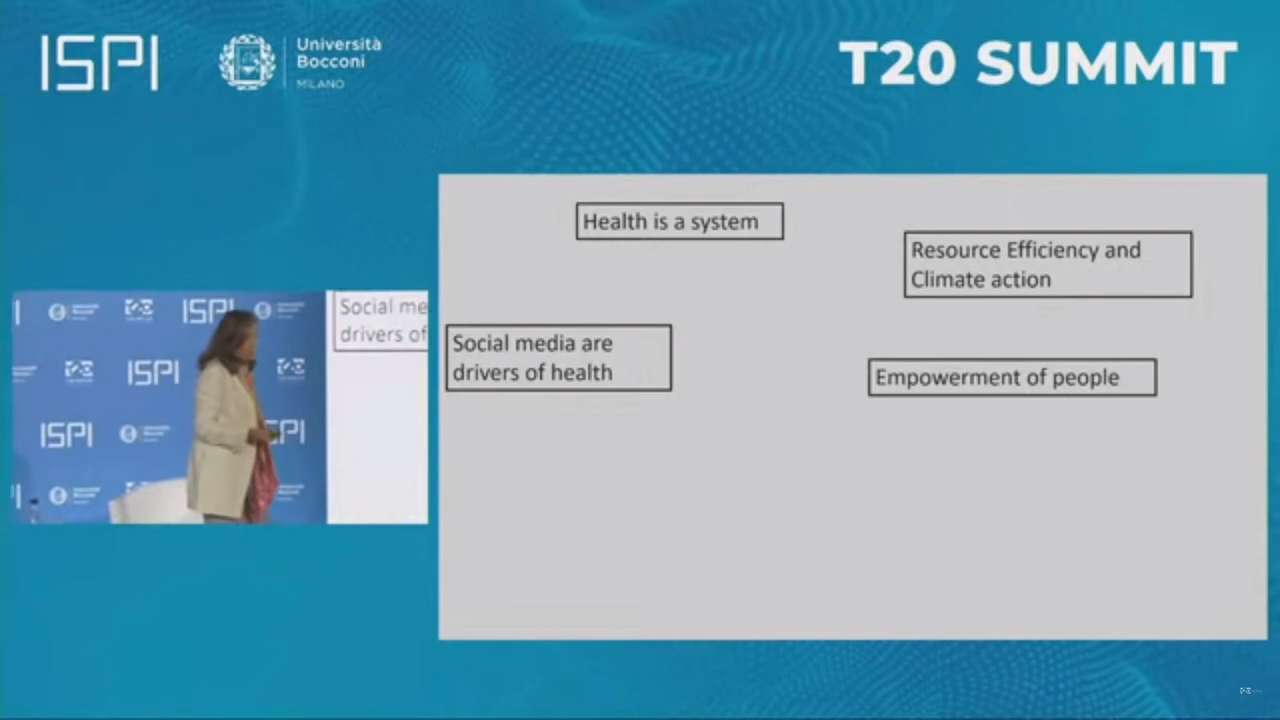 ISPI
Università
Bocconi
MILANO
T20 SUMMIT
Health is a system
Resource Efficiency and
Climate action
Social media are
drivers of health
Empowerment of people
ISPI
Social me
drivers of
ISPI
ISPI
SPI